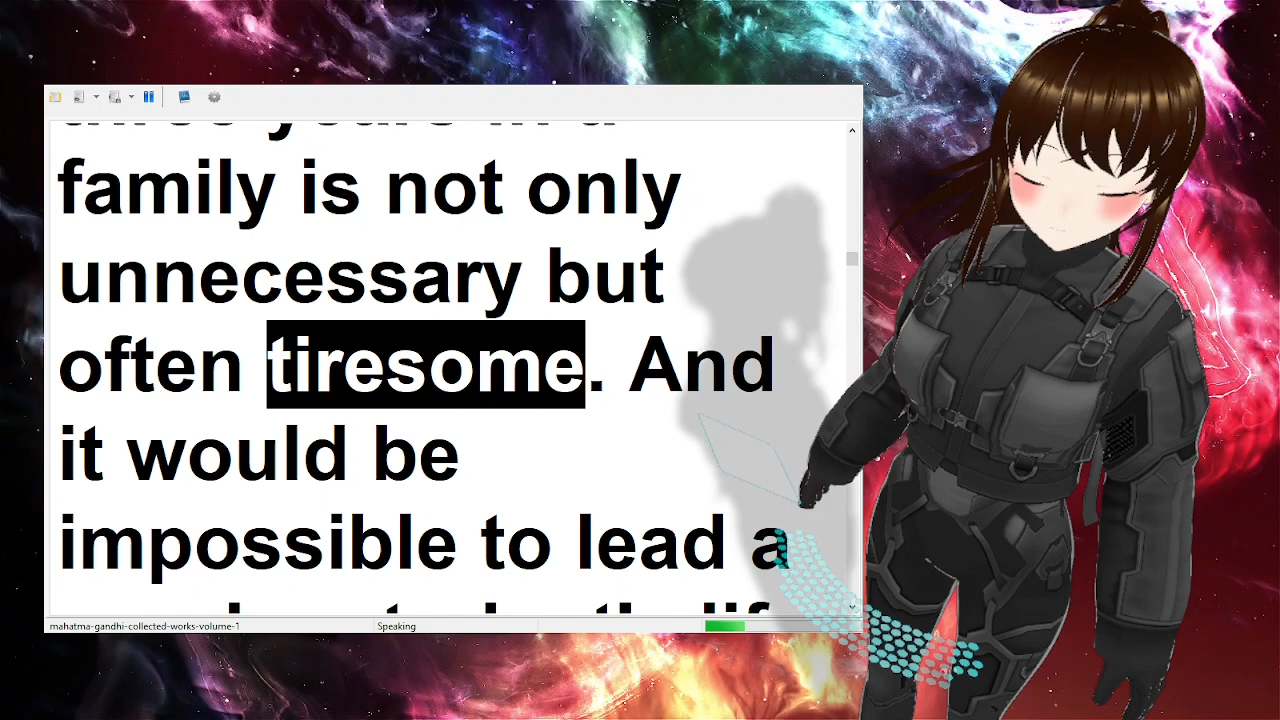 family is not only
unnecessary but
often tiresome. And
it would be
impossible to lead a
mahatma-gandhi-collected-works-volume-1
Speaking